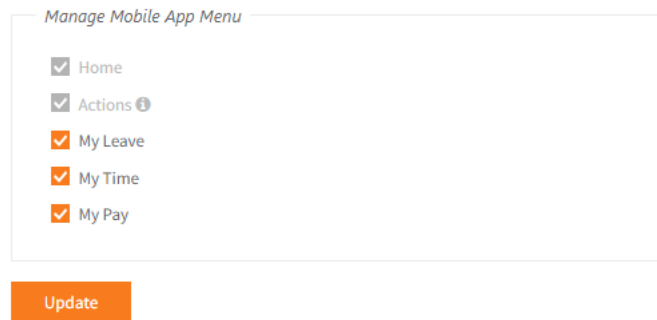 Manage Mobile App Menu
Home
Actions
My Leave
My Time
My Pay
Update